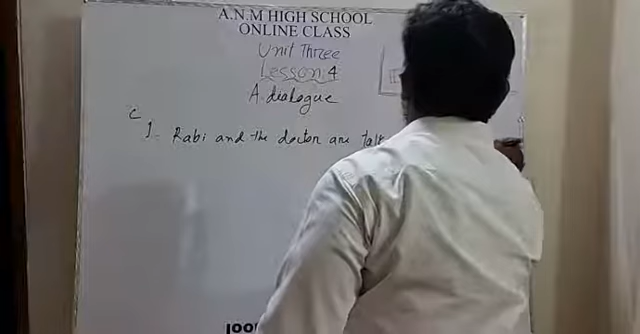 A.N.M HIGH SCHOOL
ONLINE CLASS
Unit Three
Lesson: 4
A dialogue
C
1. Rabi and the doctor are talk